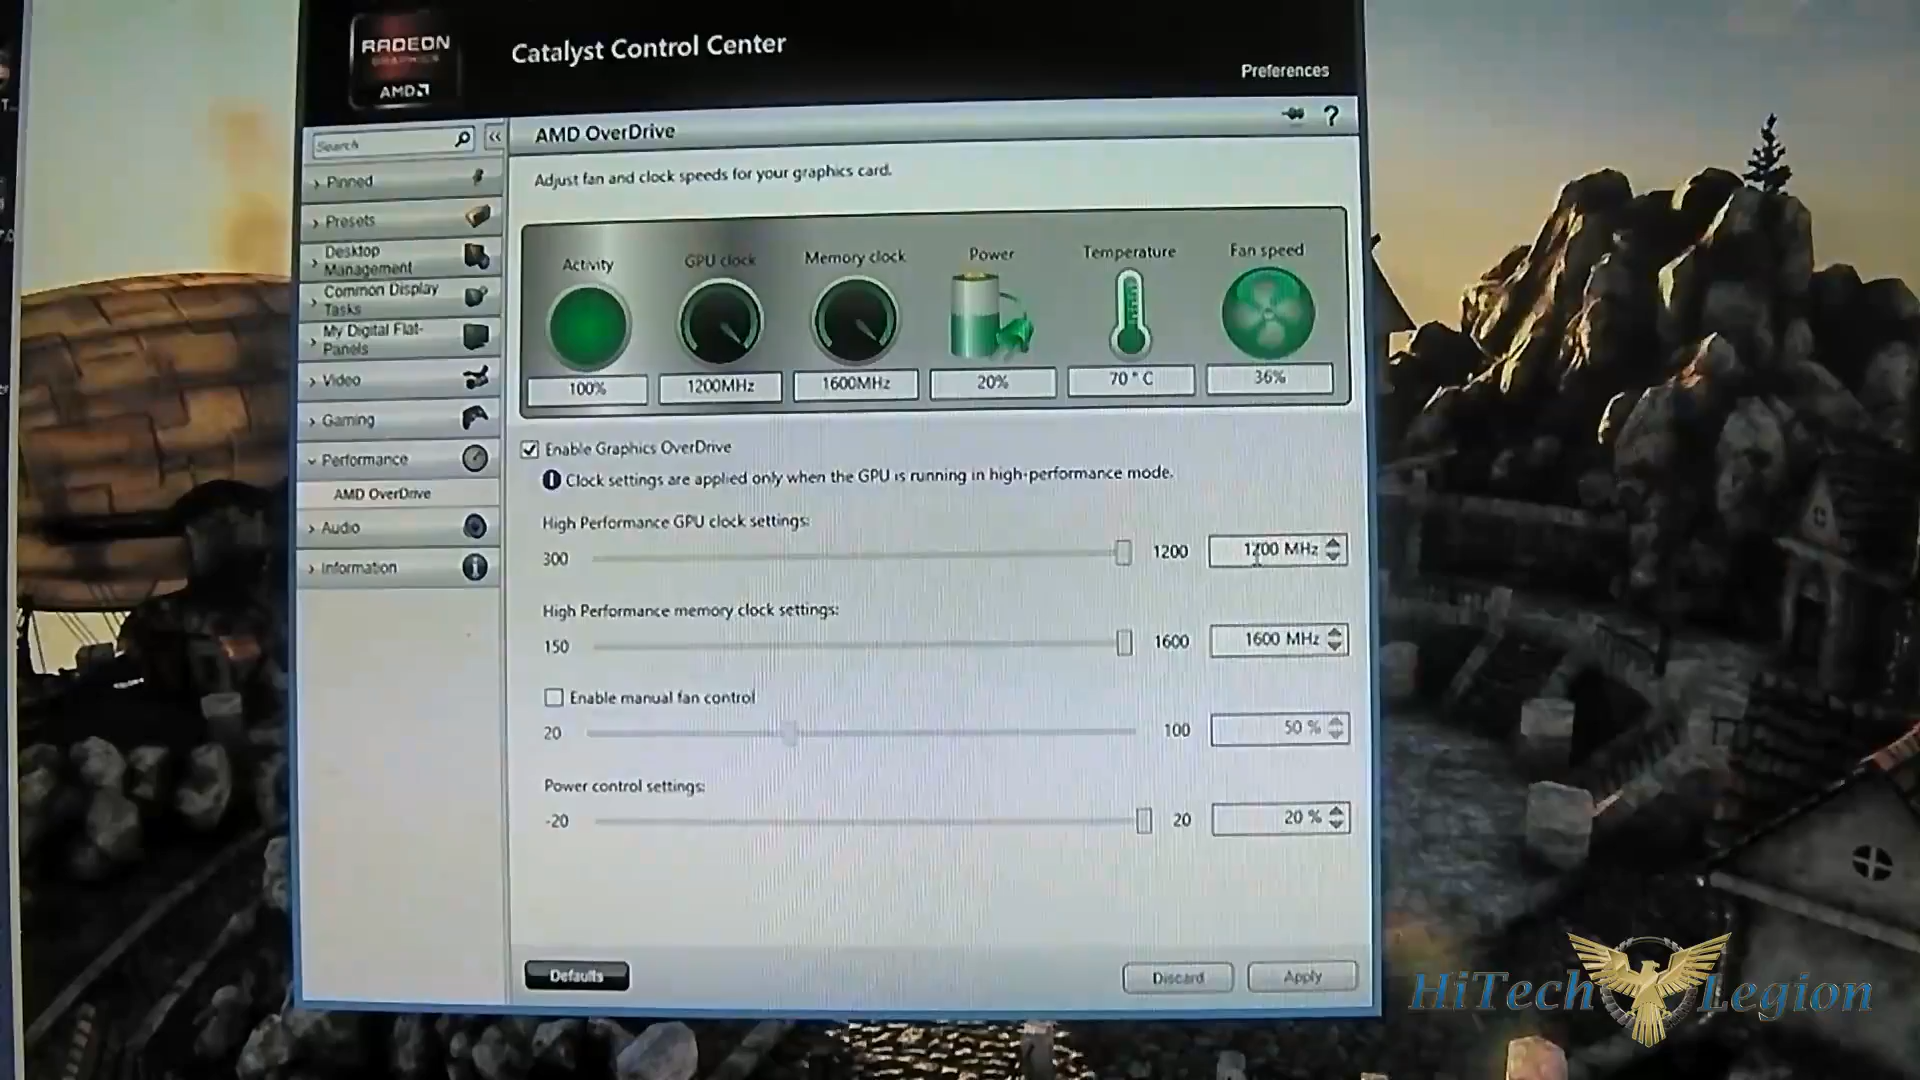 RADEON
GRAPHICS
AMD
Catalyst Control Center
Preferences
Search
AMD OverDrive
Adjust fan and clock speeds for your graphics card.
Pinned
Presets
Desktop
Management
Common Display
Tasks
My Digital Flat-
Panels
Video
Gaming
Performance
AMD OverDrive
Audio
Information
Activity
GPU clock
Memory clock
Power
Temperature
Fan speed
100%
1200MHz
1600MHz
20%
70 ° C
36%
Enable Graphics OverDrive
Clock settings are applied only when the GPU is running in high-performance mode.
High Performance GPU clock settings:
300
1200
1200 MHz
High Performance memory clock settings:
150
1600
1600 MHz
Enable manual fan control
20
100
50 %
Power control settings:
-20
20
20 %
Defaults
Discard
Apply
HiTech Legion